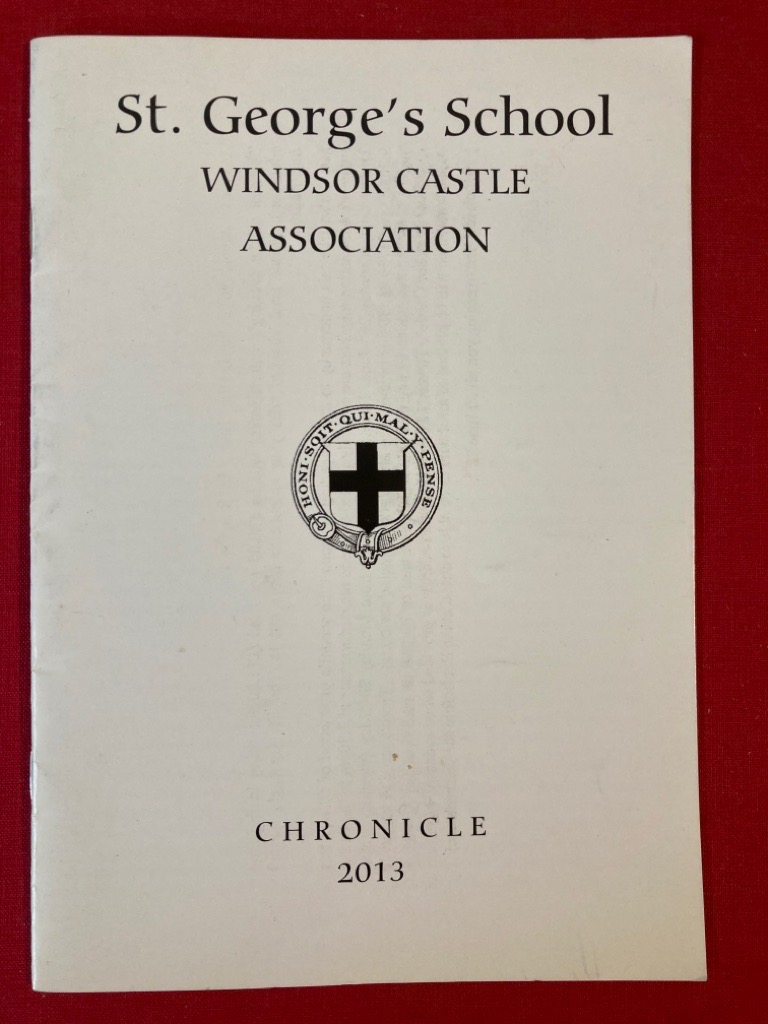 St. George's School
WINDSOR CASTLE
ASSOCIATION
HONI·SOIT·QUI·MAL·Y·PENSE
CHRONICLE
2013